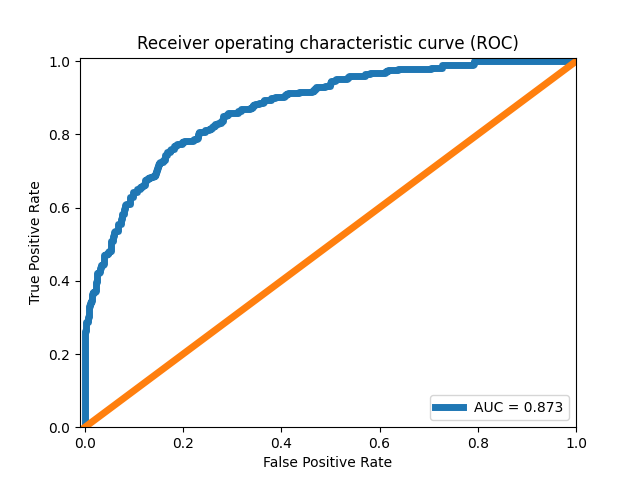 Receiver operating characteristic curve (ROC)
1.0
0.8
0.6
0.4
0.2
0.0
True Positive Rate
AUC = 0.873
0.0 0.2 0.4 0.6 0.8 1.0
False Positive Rate